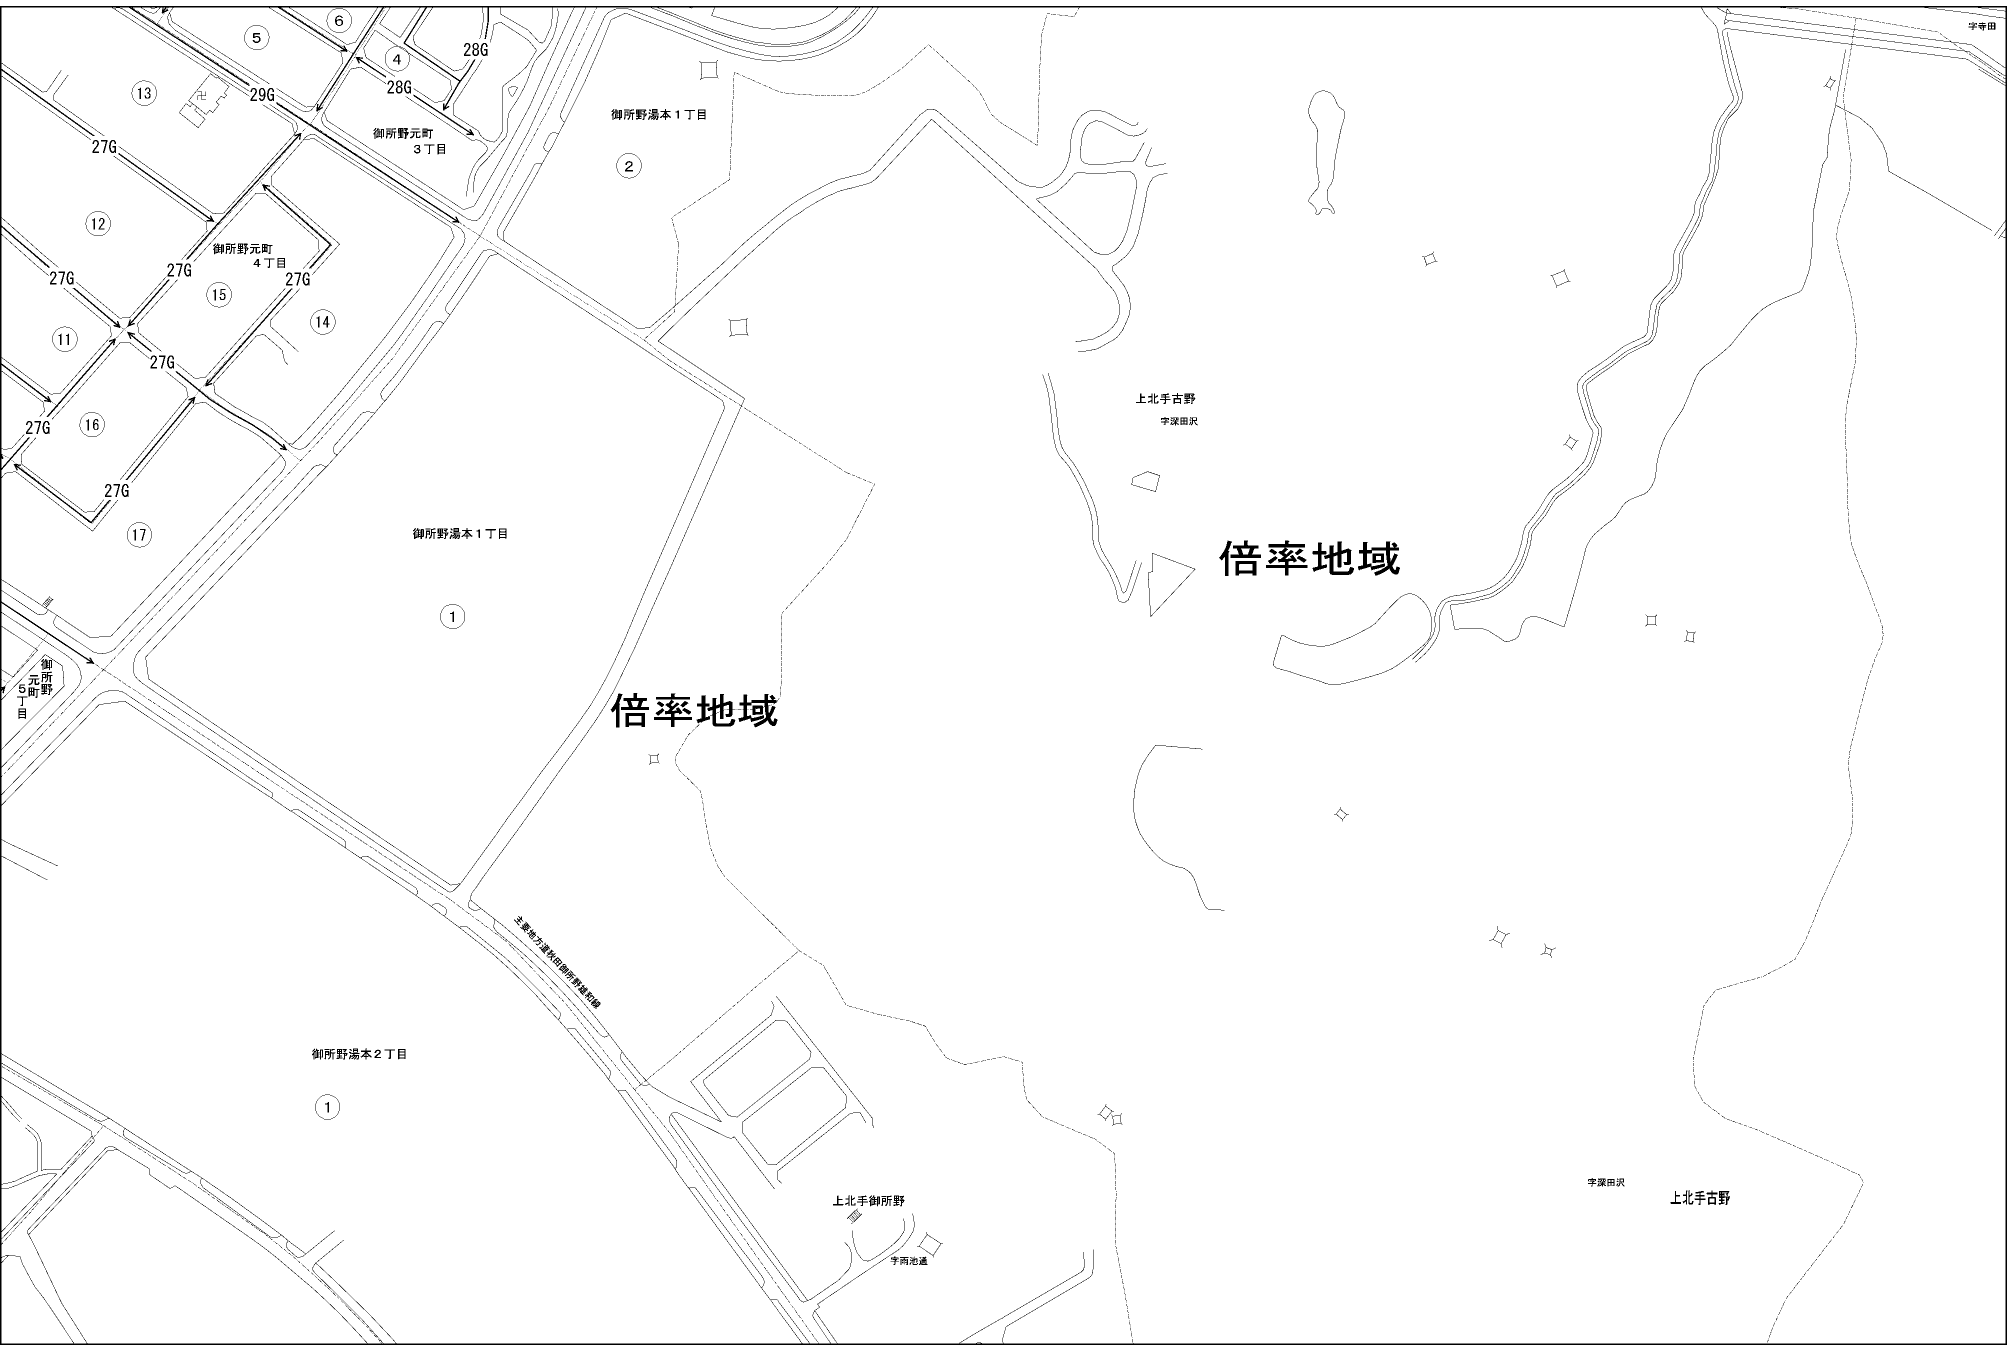 6
5
4
28G
字寺田
13
29G
28G
御所野湯本1丁目
御所野元町
3丁目
27G
2
12
御所野元町
4丁目
27G
27G
27G
15
14
11
27G
上北手古野
字深田沢
16
27G
27G
17
御所野湯本1丁目
倍率地域
1
御所野
元町
5丁目
倍率地域
主要地方道秋田御所野雄和線
御所野湯本2丁目
1
字深田沢
上北手古野
上北手御所野
字雨池通